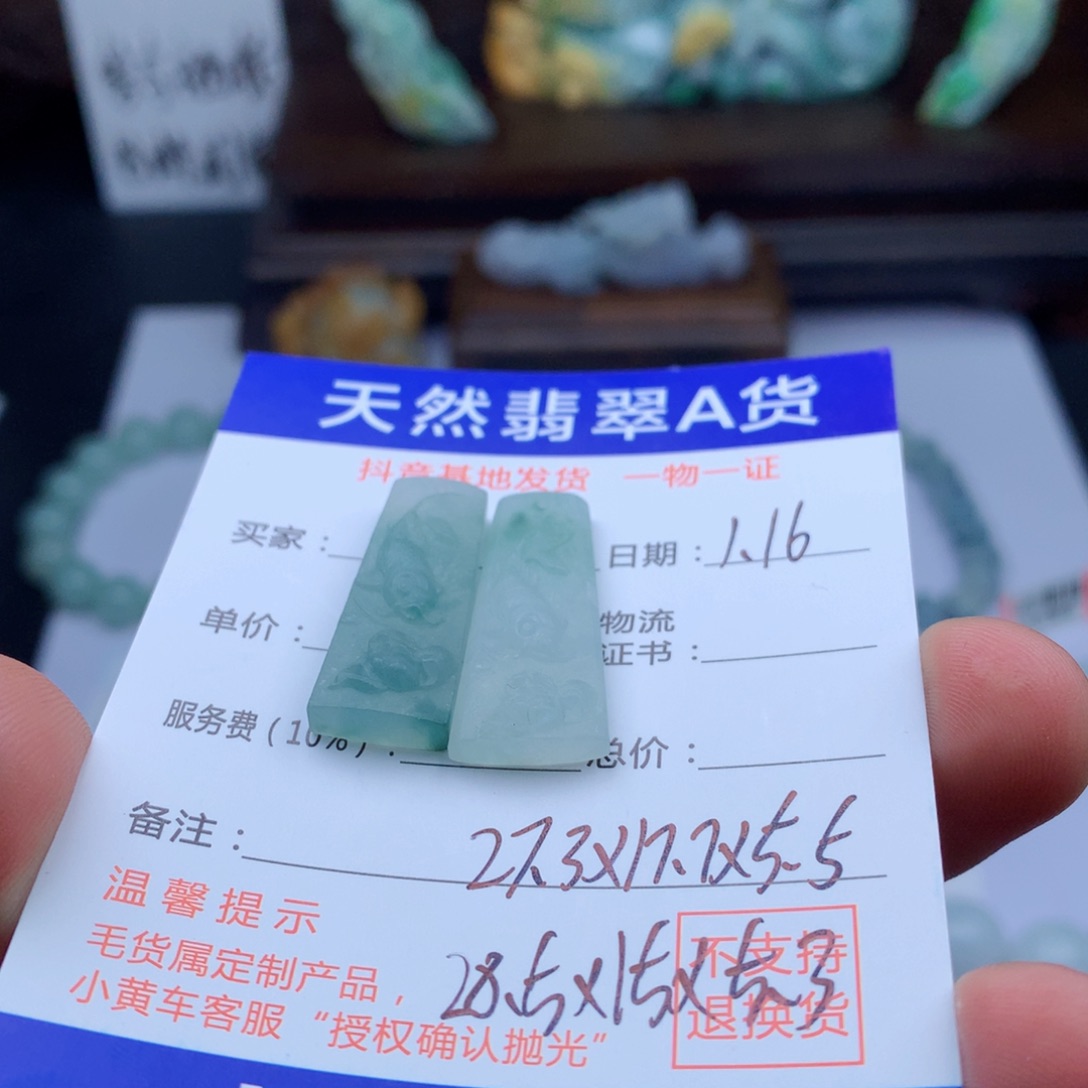 天然翡翠A货
抖音基地发货 一物一证
买家：
日期：1.16
单价：
物流
证书：
服务费（10%）：
总价：
备注：27.3X17.7X5.5
28.5X15X5.3
温馨提示
毛货属定制产品，
小黄车客服“授权确认抛光”
不支持
退换货